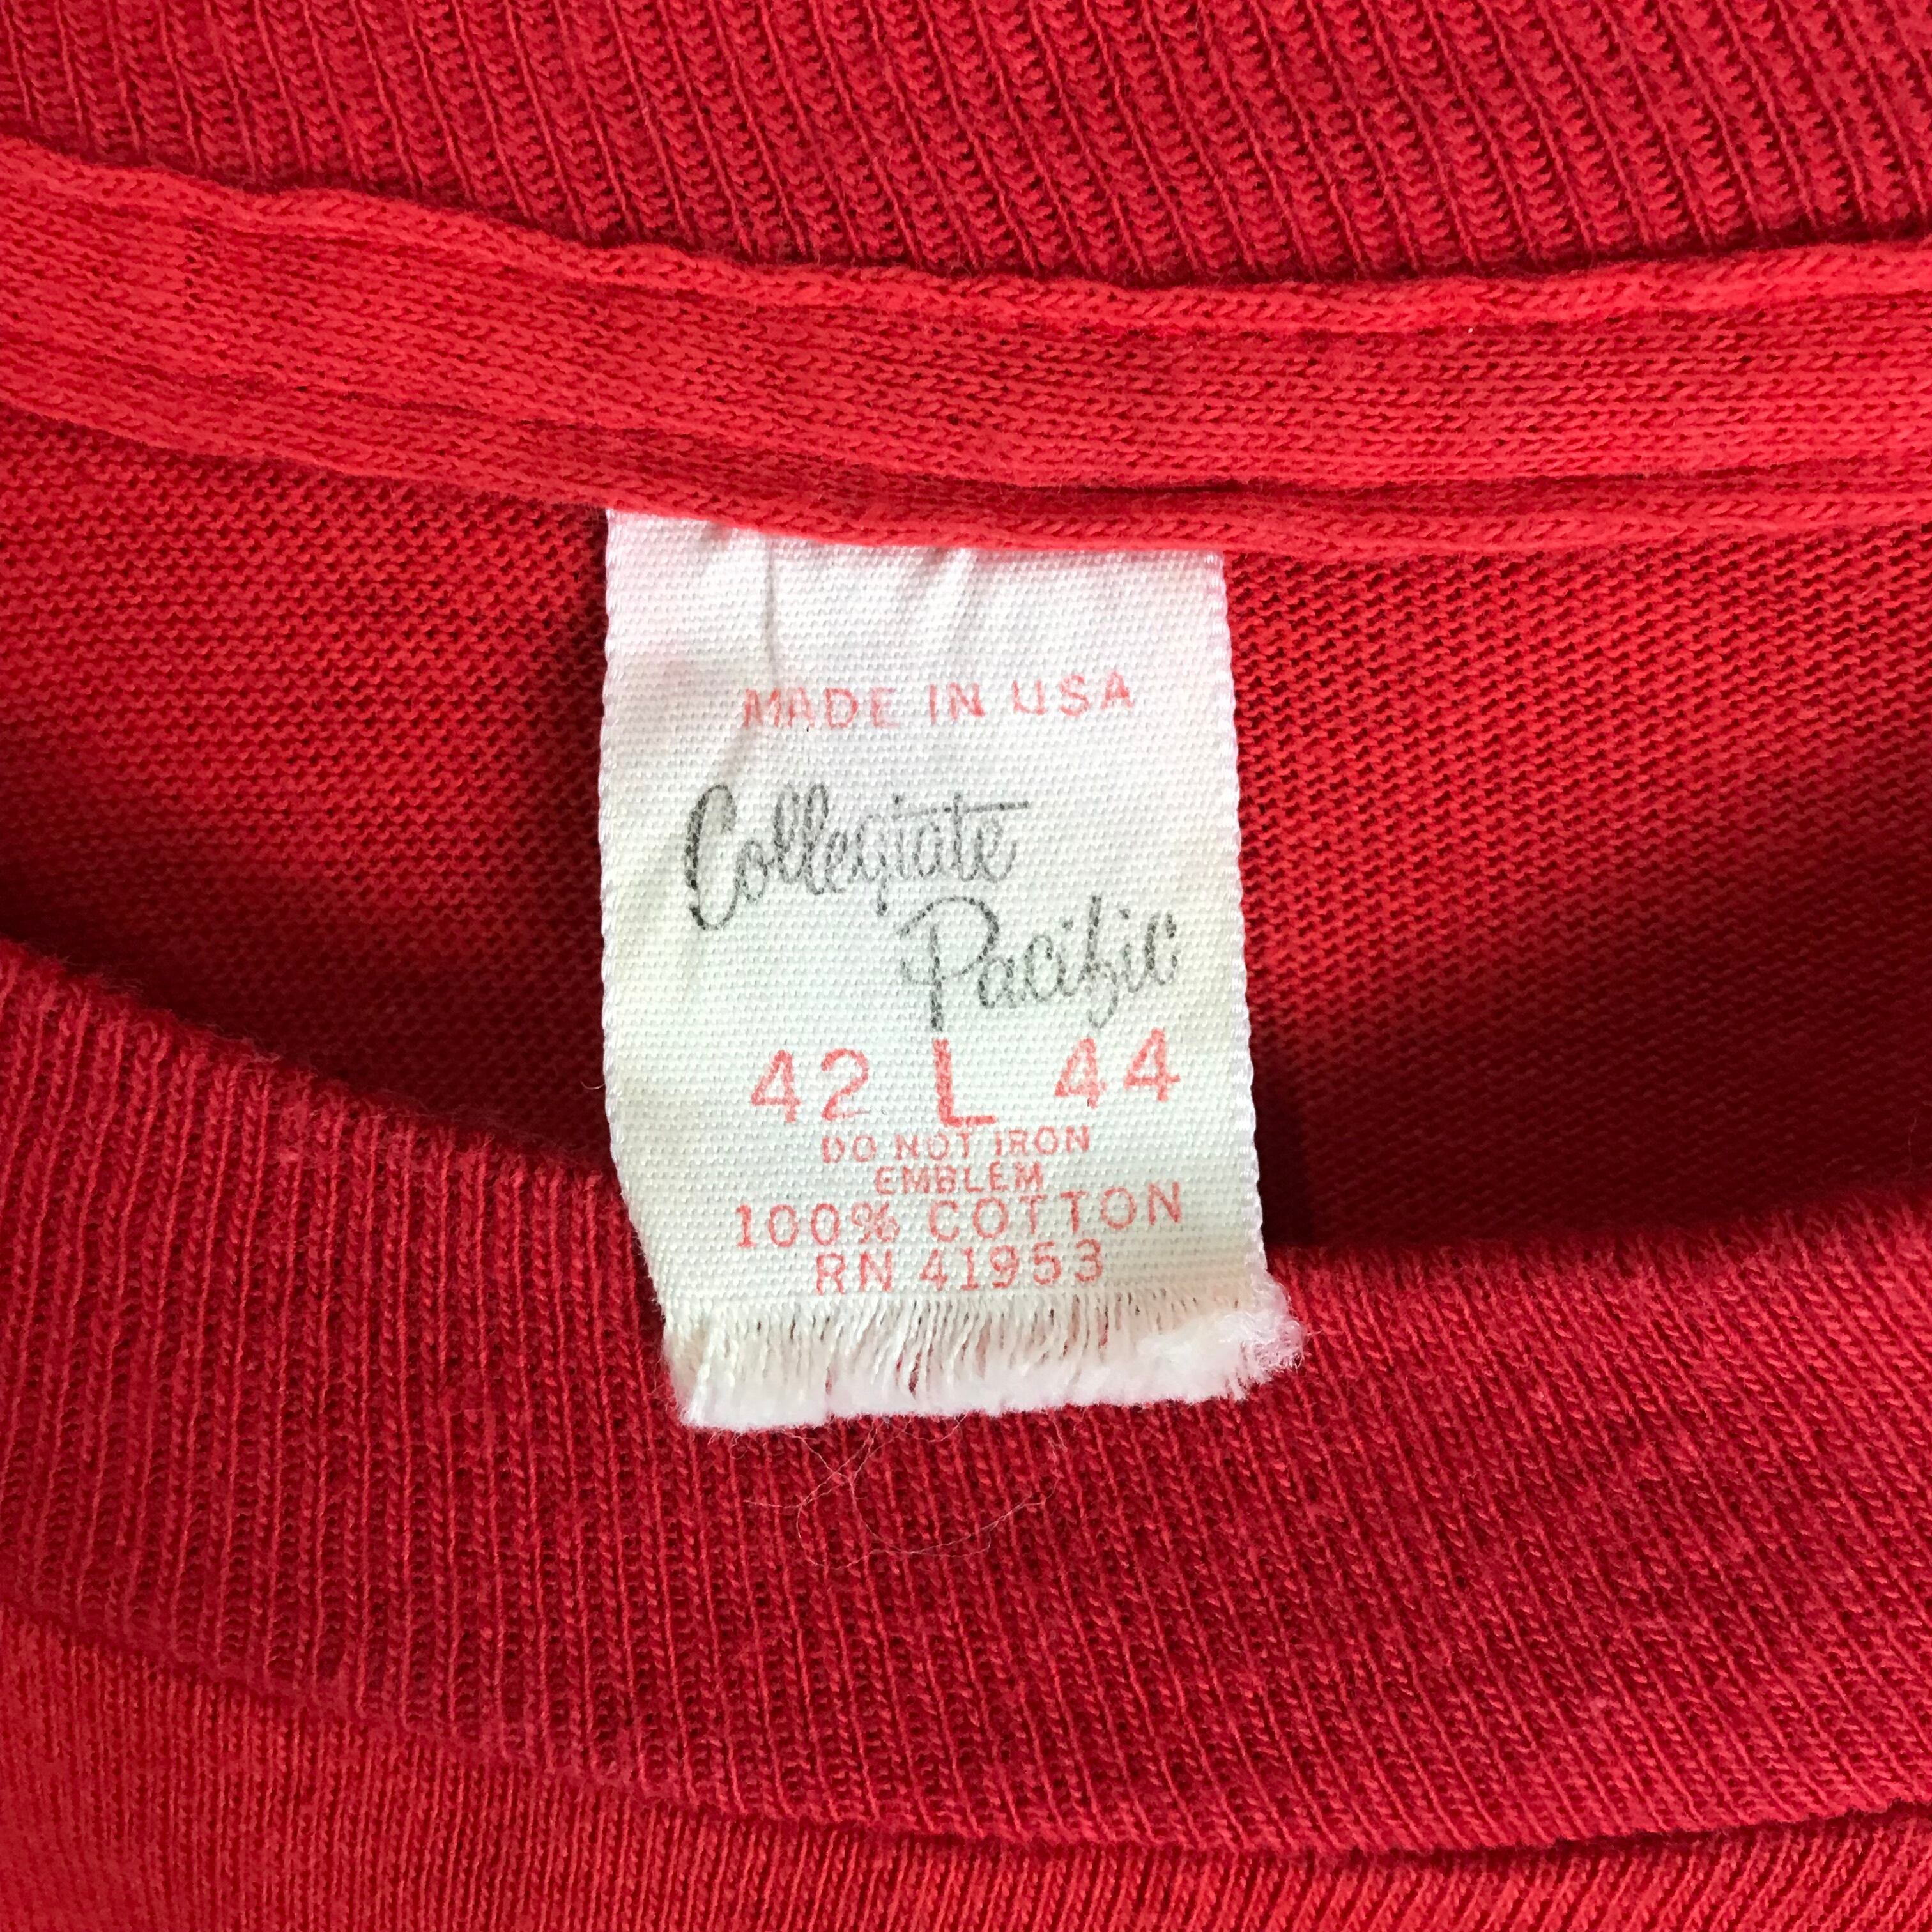 MADE IN USA
Collegiate
Pacific
42 L 44
DO NOT IRON
EMBLEM
100% COTTON
RN 41953